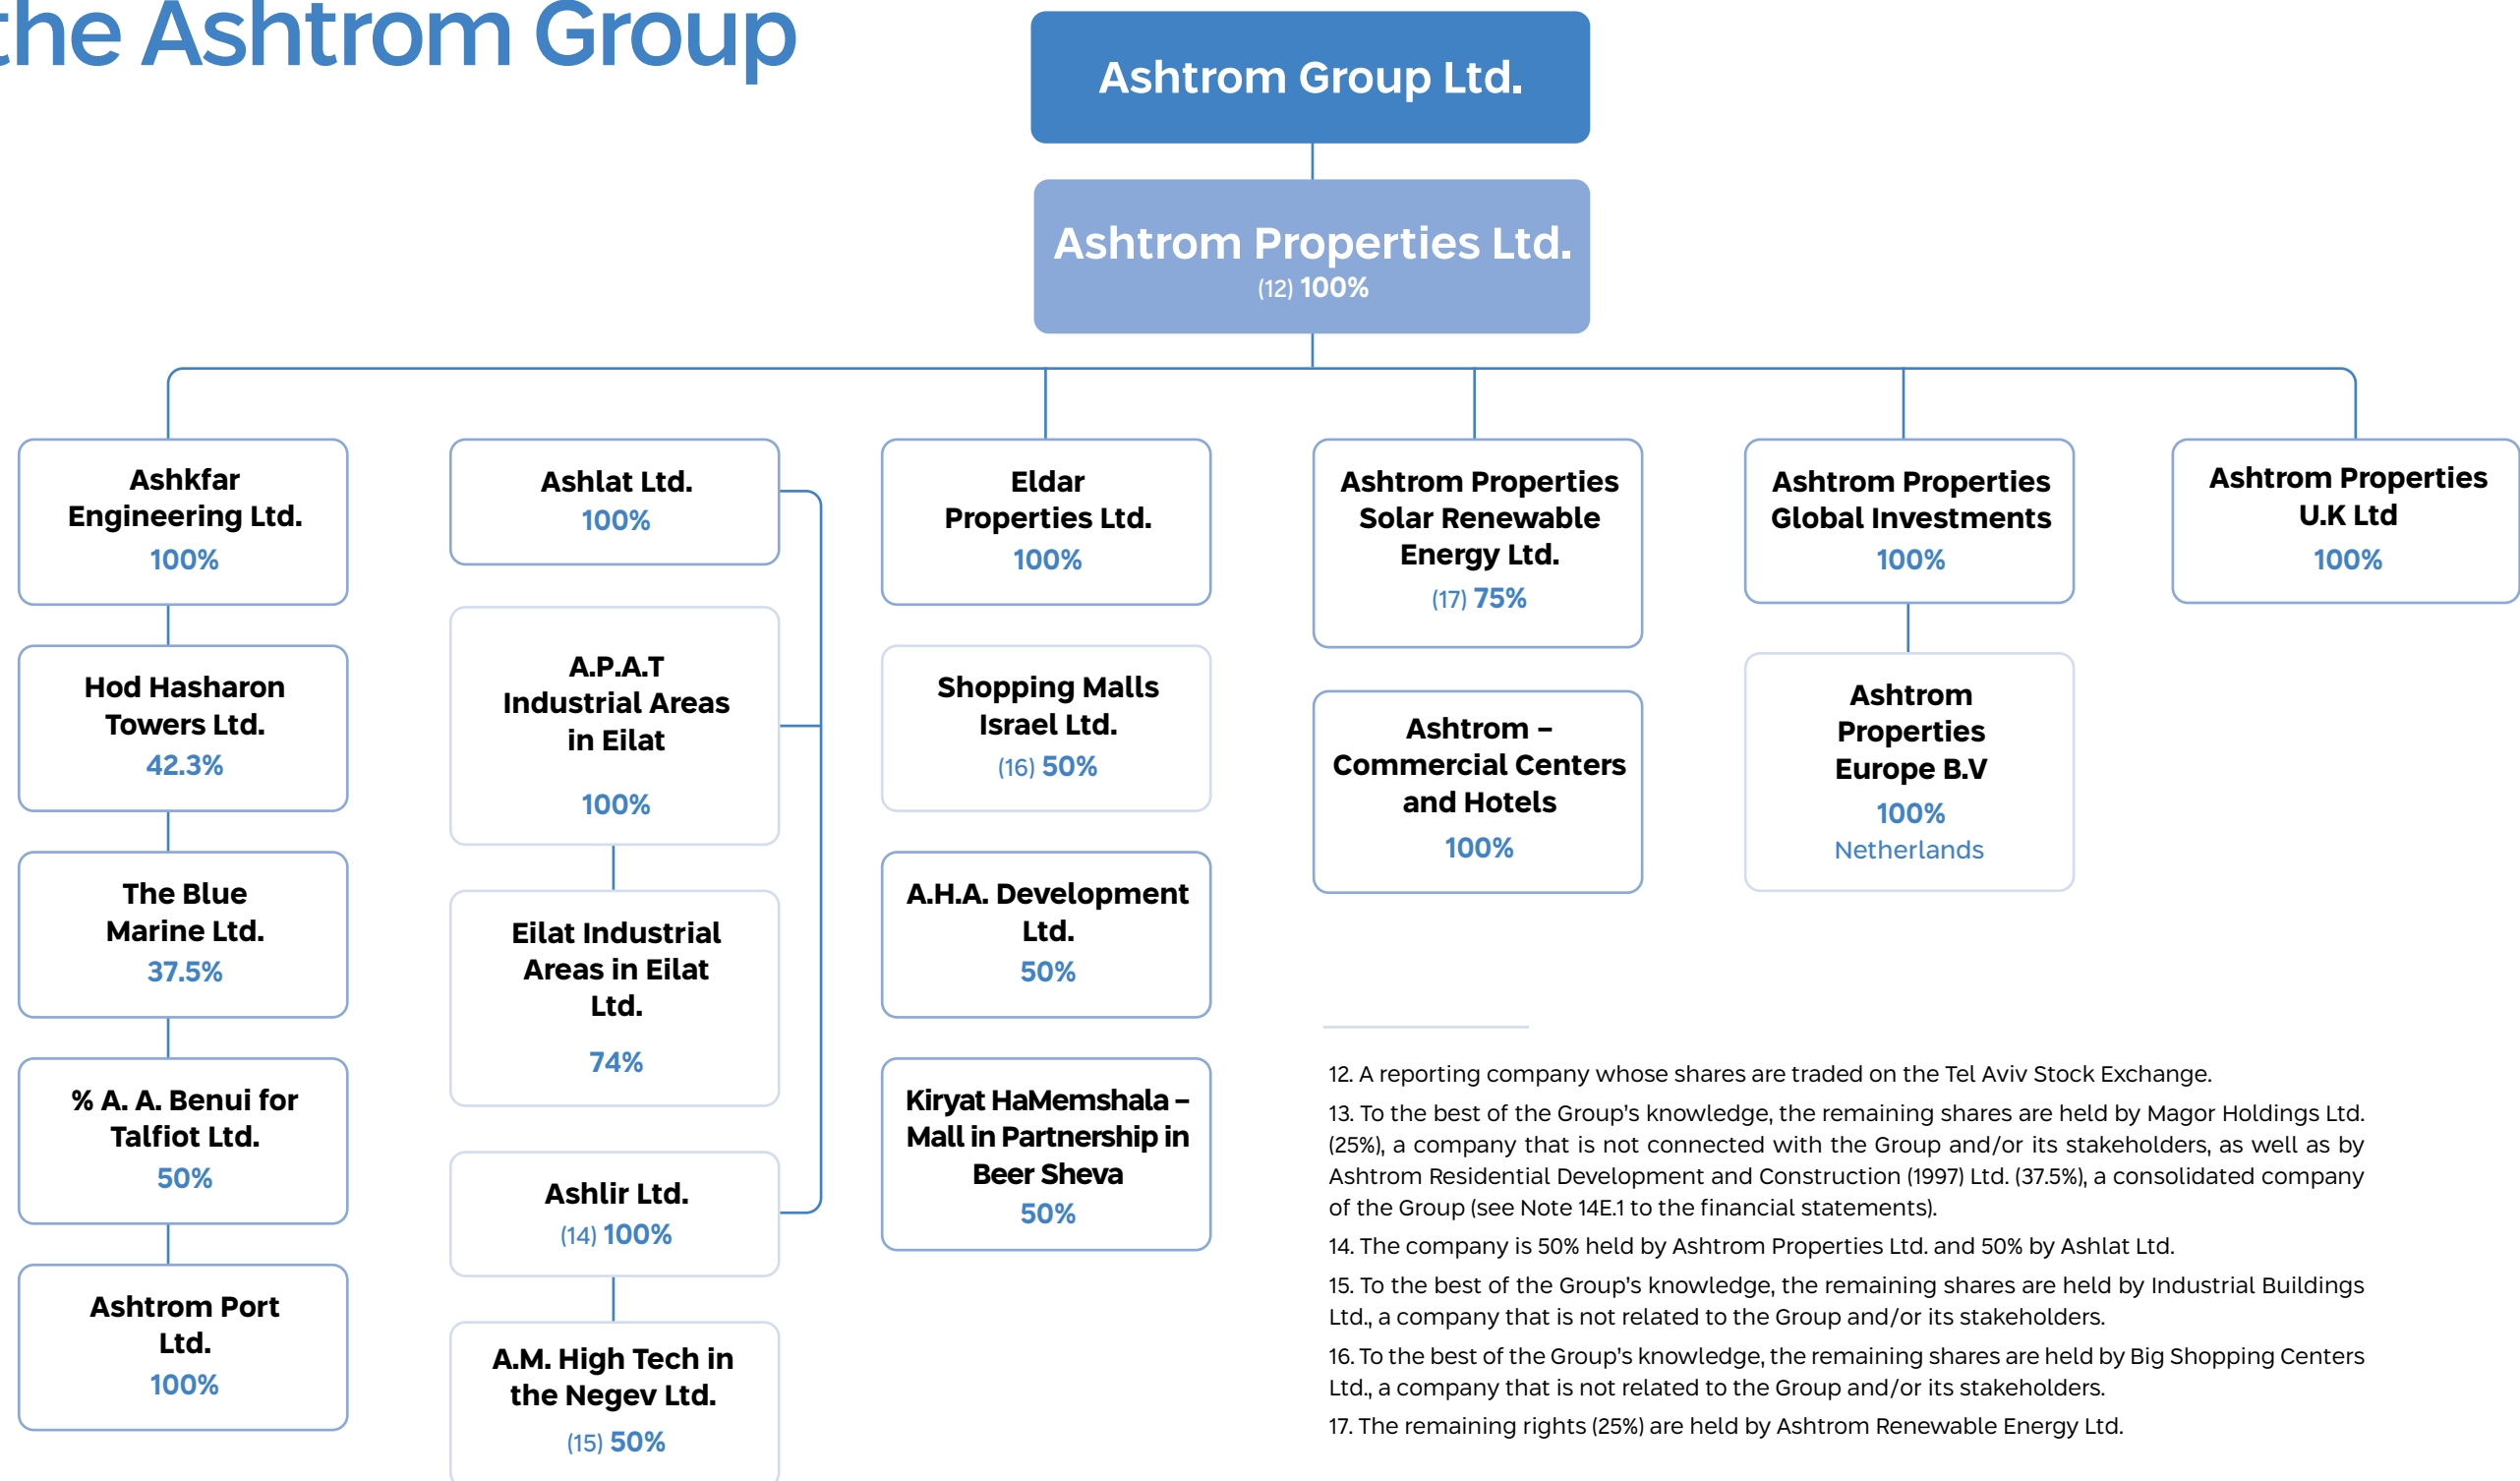 the Ashtrom Group
Ashtrom Group Ltd.
Ashtrom Properties Ltd.
(12) 100%
Ashkfar
Engineering Ltd.
100%
Hod Hasharon
Towers Ltd.
42.3%
The Blue
Marine Ltd.
37.5%
% A. A. Benui for
Talfiot Ltd.
50%
Ashtrom Port
Ltd.
100%
Ashlat Ltd.
100%
A.P.A.T
Industrial Areas
in Eilat
100%
Eilat Industrial
Areas in Eilat
Ltd.
74%
Ashlir Ltd.
(14) 100%
A.M. High Tech in
the Negev Ltd.
(15) 50%
Eldar
Properties Ltd.
100%
Shopping Malls
Israel Ltd.
(16) 50%
A.H.A. Development
Ltd.
50%
Kiryat HaMemshala –
Mall in Partnership in
Beer Sheva
50%
Ashtrom Properties
Solar Renewable
Energy Ltd.
(17) 75%
Ashtrom –
Commercial Centers
and Hotels
100%
Ashtrom Properties
Global Investments
100%
Ashtrom
Properties
Europe B.V
100%
Netherlands
Ashtrom Properties
U.K Ltd
100%
12. A reporting company whose shares are traded on the Tel Aviv Stock Exchange.
13. To the best of the Group's knowledge, the remaining shares are held by Magor Holdings Ltd.
(25%), a company that is not connected with the Group and/or its stakeholders, as well as by
Ashtrom Residential Development and Construction (1997) Ltd. (37.5%), a consolidated company
of the Group (see Note 14E.1 to the financial statements).
14. The company is 50% held by Ashtrom Properties Ltd. and 50% by Ashlat Ltd.
15. To the best of the Group's knowledge, the remaining shares are held by Industrial Buildings
Ltd., a company that is not related to the Group and/or its stakeholders.
16. To the best of the Group's knowledge, the remaining shares are held by Big Shopping Centers
Ltd., a company that is not related to the Group and/or its stakeholders.
17. The remaining rights (25%) are held by Ashtrom Renewable Energy Ltd.